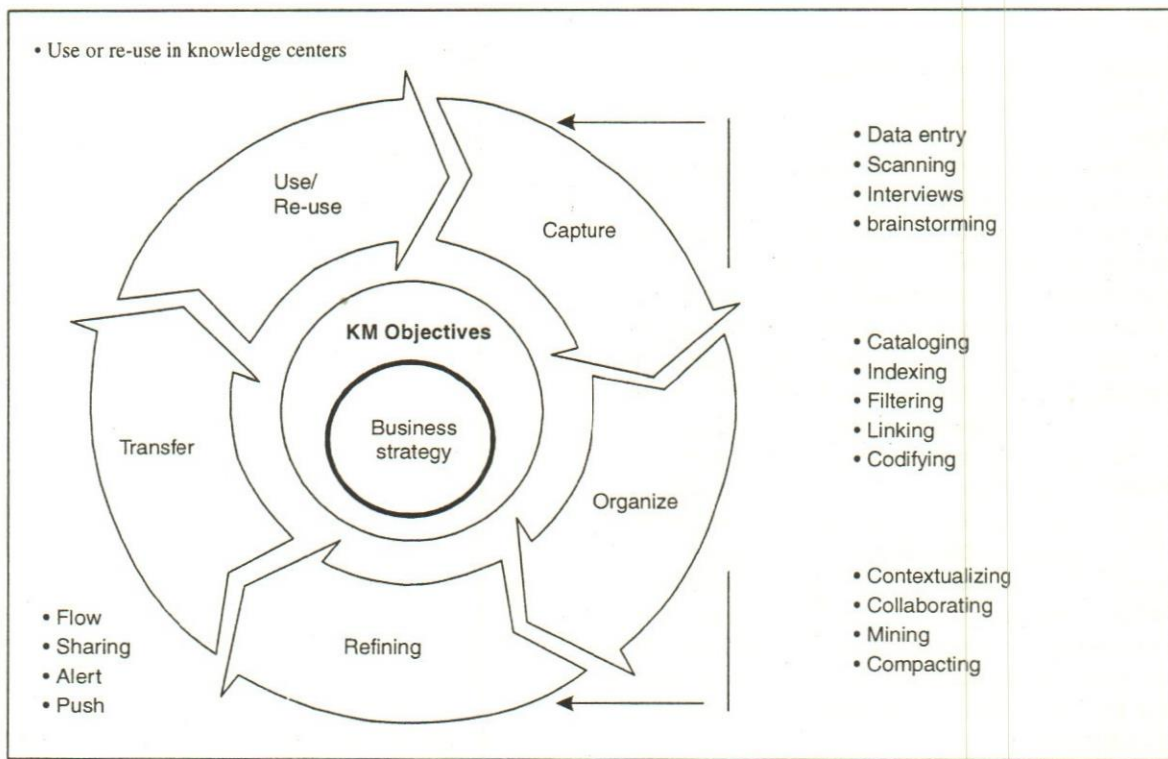 • Use or re-use in knowledge centers
Use/
Re-use
Capture
• Data entry
• Scanning
• Interviews
• brainstorming
KM Objectives
Business
strategy
• Cataloging
• Indexing
• Filtering
• Linking
• Codifying
Transfer
Organize
• Contextualizing
• Collaborating
• Mining
• Compacting
Refining
• Flow
• Sharing
• Alert
• Push